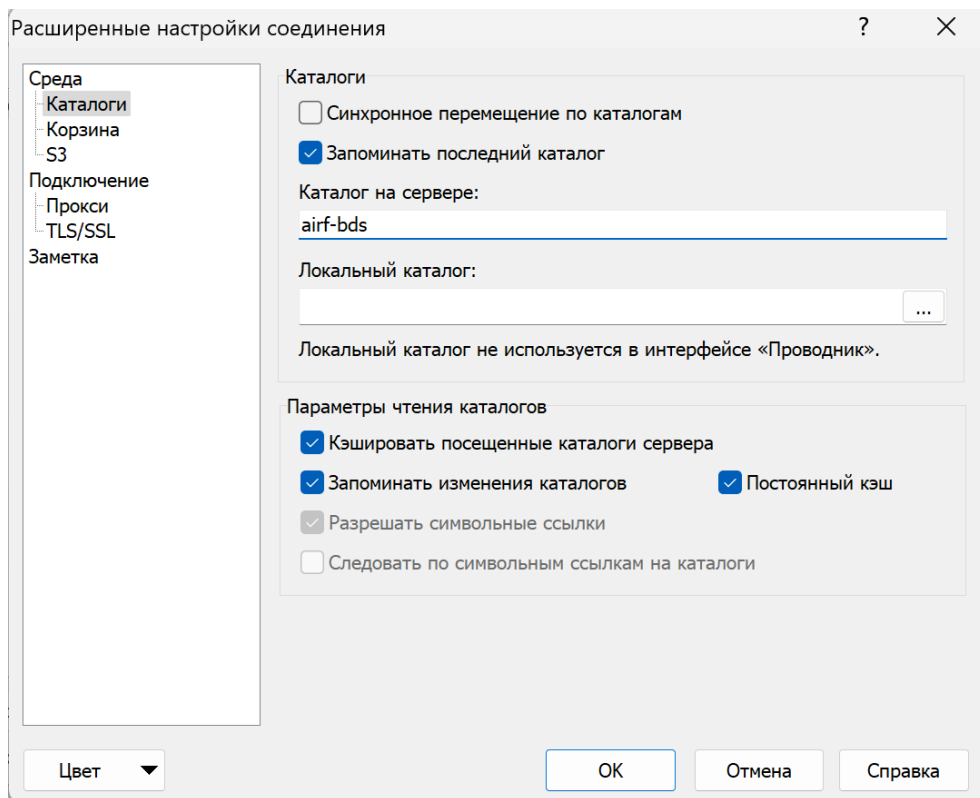 Расширенные настройки соединения
?
Среда
Каталоги
Корзина
S3
Подключение
Прокси
TLS/SSL
Заметка
Каталоги
Синхронное перемещение по каталогам
Запоминать последний каталог
Каталог на сервере:
airf-bds
Локальный каталог:
...
Локальный каталог не используется в интерфейсе «Проводник».
Параметры чтения каталогов
Кэшировать посещенные каталоги сервера
Запоминать изменения каталогов Постоянный кэш
Разрешать символьные ссылки
Следовать по символьным ссылкам на каталоги
Цвет OK Отмена Справка